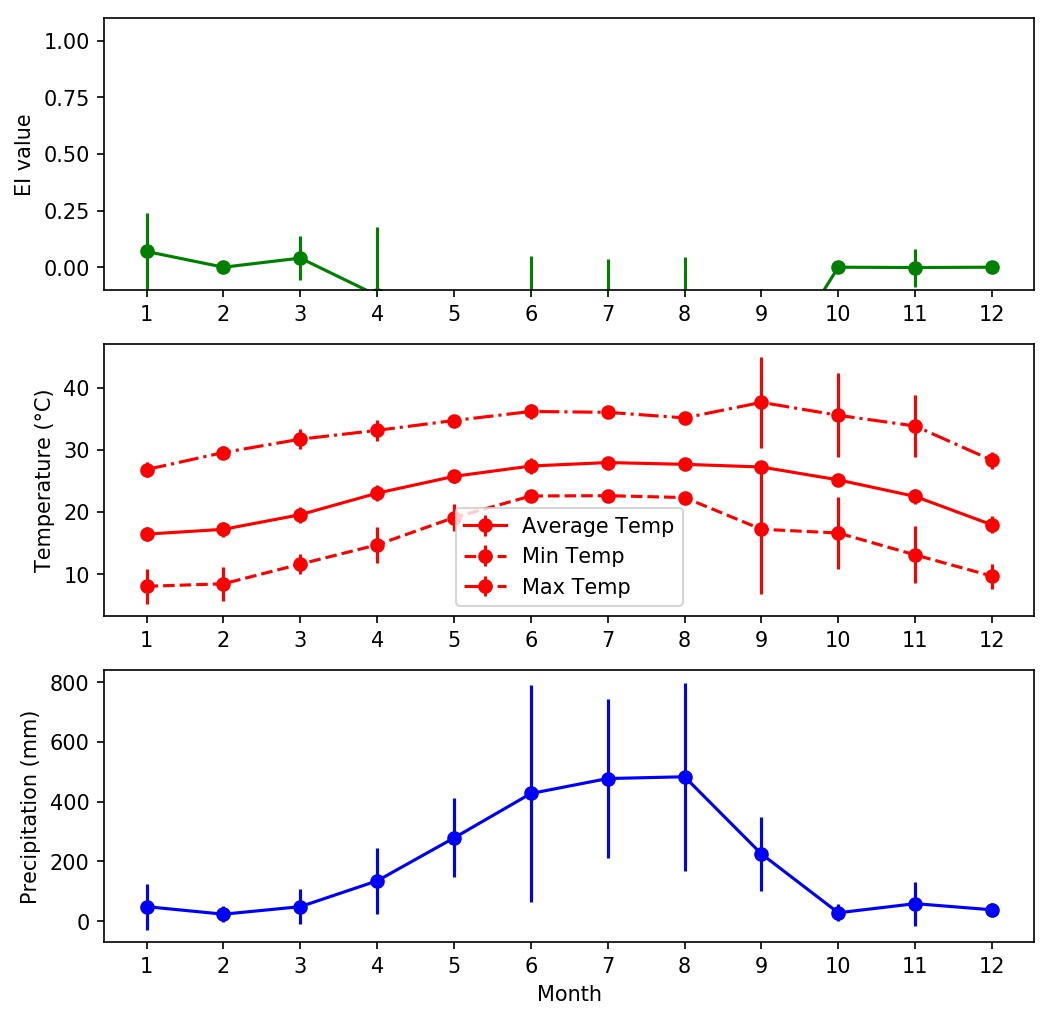 EI value
1.00
0.75
0.50
0.25
0.00
1 2 3 4 5 6 7 8 9 10 11 12
Temperature (°C)
40
30
20
10
Average Temp
Min Temp
Max Temp
1 2 3 4 5 6 7 8 9 10 11 12
Precipitation (mm)
800
600
400
200
0
1 2 3 4 5 6 7 8 9 10 11 12
Month